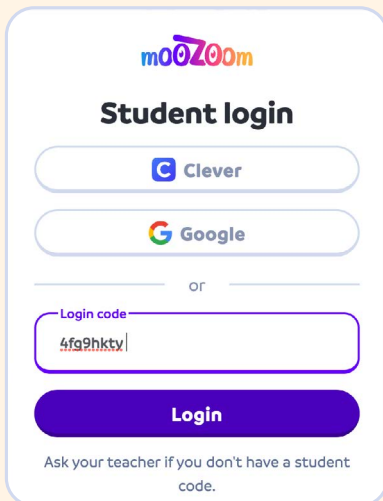 mooZoom
Student login
Clever
Google
or
Login code
4fg9hkty
Login
Ask your teacher if you don't have a student
code.